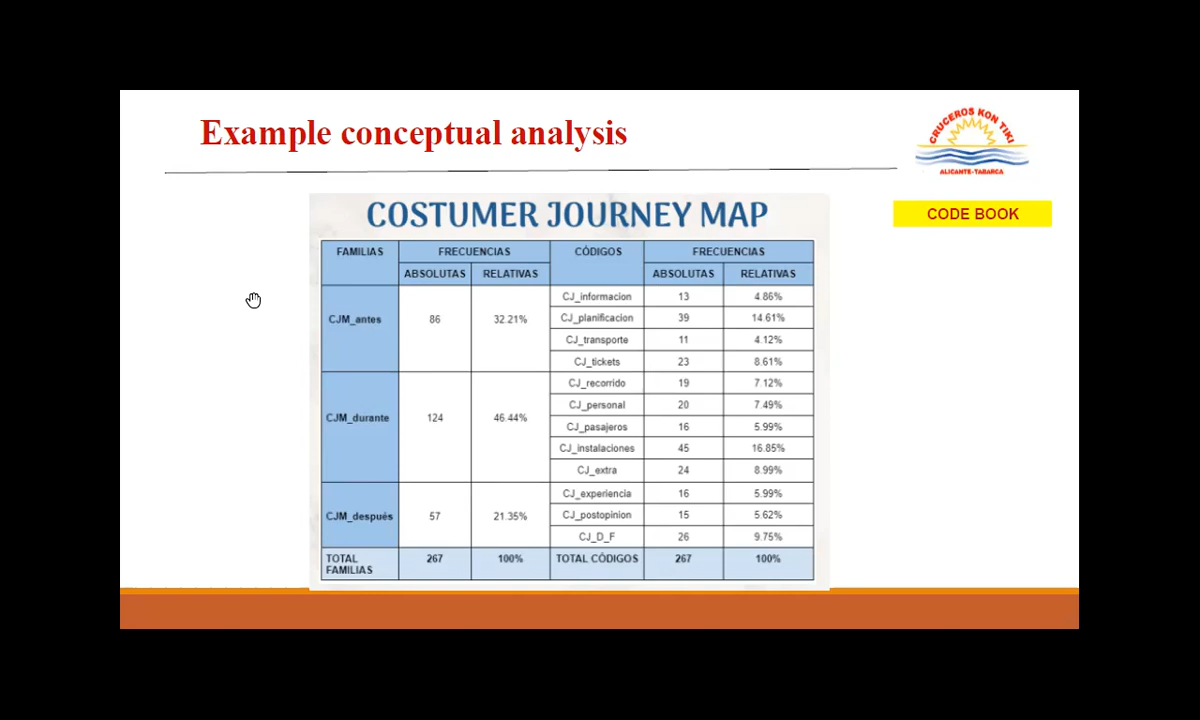 Example conceptual analysis
CRUCEROS KON TIKI
ALICANTE-TABARCA
CODE BOOK
COSTUMER JOURNEY MAP
FAMILIAS FRECUENCIAS CÓDIGOS FRECUENCIAS
ABSOLUTAS RELATIVAS ABSOLUTAS RELATIVAS
CJM_antes 86 32.21% CJ_informacion 13 4.86%
CJ_planificacion 39 14.61%
CJ_transporte 11 4.12%
CJ_tickets 23 8.61%
CJM_durante 124 46.44% CJ_recorrido 19 7.12%
CJ_personal 20 7.49%
CJ_pasajeros 16 5.99%
CJ_instalaciones 45 16.85%
CJ_extra 24 8.99%
CJM_después 57 21.35% CJ_experiencia 16 5.99%
CJ_postopinion 15 5.62%
CJ_D_F 26 9.75%
TOTAL FAMILIAS 267 100% TOTAL CÓDIGOS 267 100%